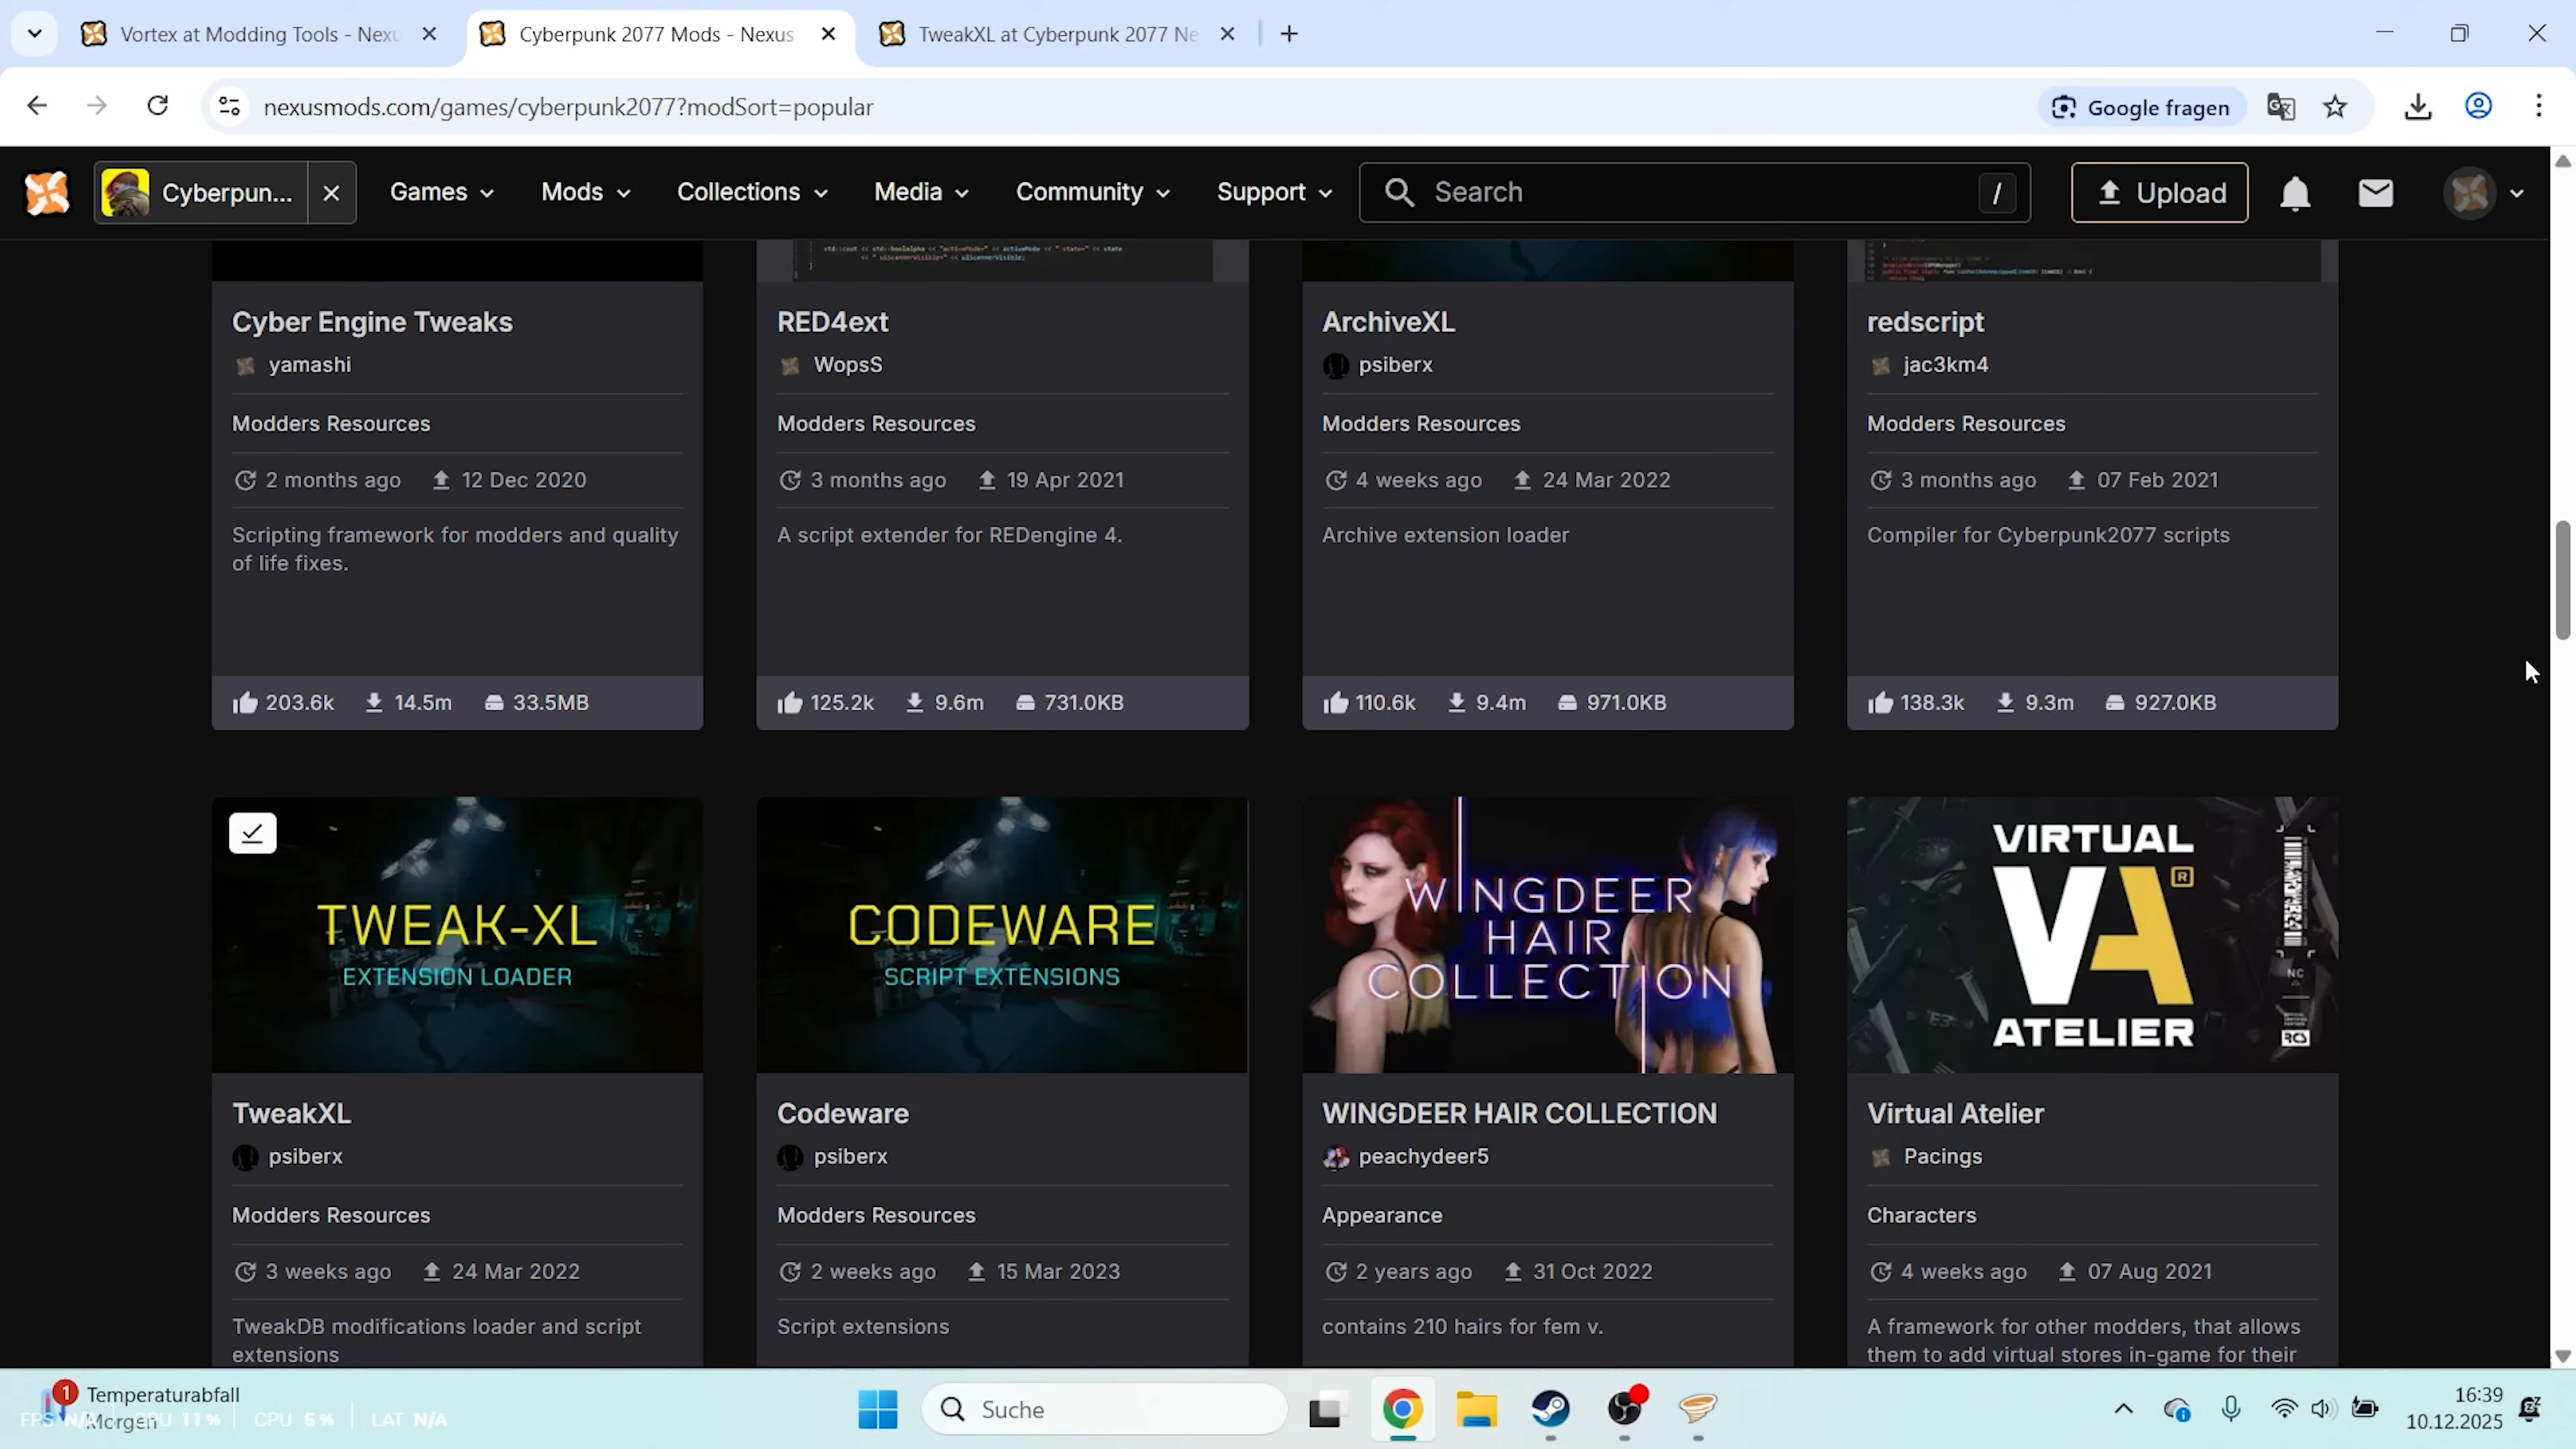 Vortex at Modding Tools - Nexu
Cyberpunk 2077 Mods - Nexus
TweakXL at Cyberpunk 2077 Ne
nexusmods.com/games/cyberpunk2077?modSort=popular
Google fragen
Cyberpun...
Games
Mods
Collections
Media
Community
Support
Search
/
Upload
Cyber Engine Tweaks
yamashi
Modders Resources
2 months ago 12 Dec 2020
Scripting framework for modders and quality
of life fixes.
203.6k 14.5m 33.5MB
RED4ext
WopsS
Modders Resources
3 months ago 19 Apr 2021
A script extender for REDengine 4.
125.2k 9.6m 731.0KB
ArchiveXL
psiberx
Modders Resources
4 weeks ago 24 Mar 2022
Archive extension loader
110.6k 9.4m 971.0KB
redscript
jac3km4
Modders Resources
3 months ago 07 Feb 2021
Compiler for Cyberpunk2077 scripts
138.3k 9.3m 927.0KB
TWEAK-XL
EXTENSION LOADER
TweakXL
psiberx
Modders Resources
3 weeks ago 24 Mar 2022
TweakDB modifications loader and script
extensions
CODEWARE
SCRIPT EXTENSIONS
Codeware
psiberx
Modders Resources
2 weeks ago 15 Mar 2023
Script extensions
WINGDEER
HAIR
COLLECTION
WINGDEER HAIR COLLECTION
peachydeer5
Appearance
2 years ago 31 Oct 2022
contains 210 hairs for fem v.
VIRTUAL
VA
R
ATELIER
NC
RCS
Virtual Atelier
Pacings
Characters
4 weeks ago 07 Aug 2021
A framework for other modders, that allows
them to add virtual stores in-game for their
1
Temperaturabfall
Morgen
FPS N/A GPU 11 % CPU 5 % LAT N/A
Suche
16:39
10.12.2025